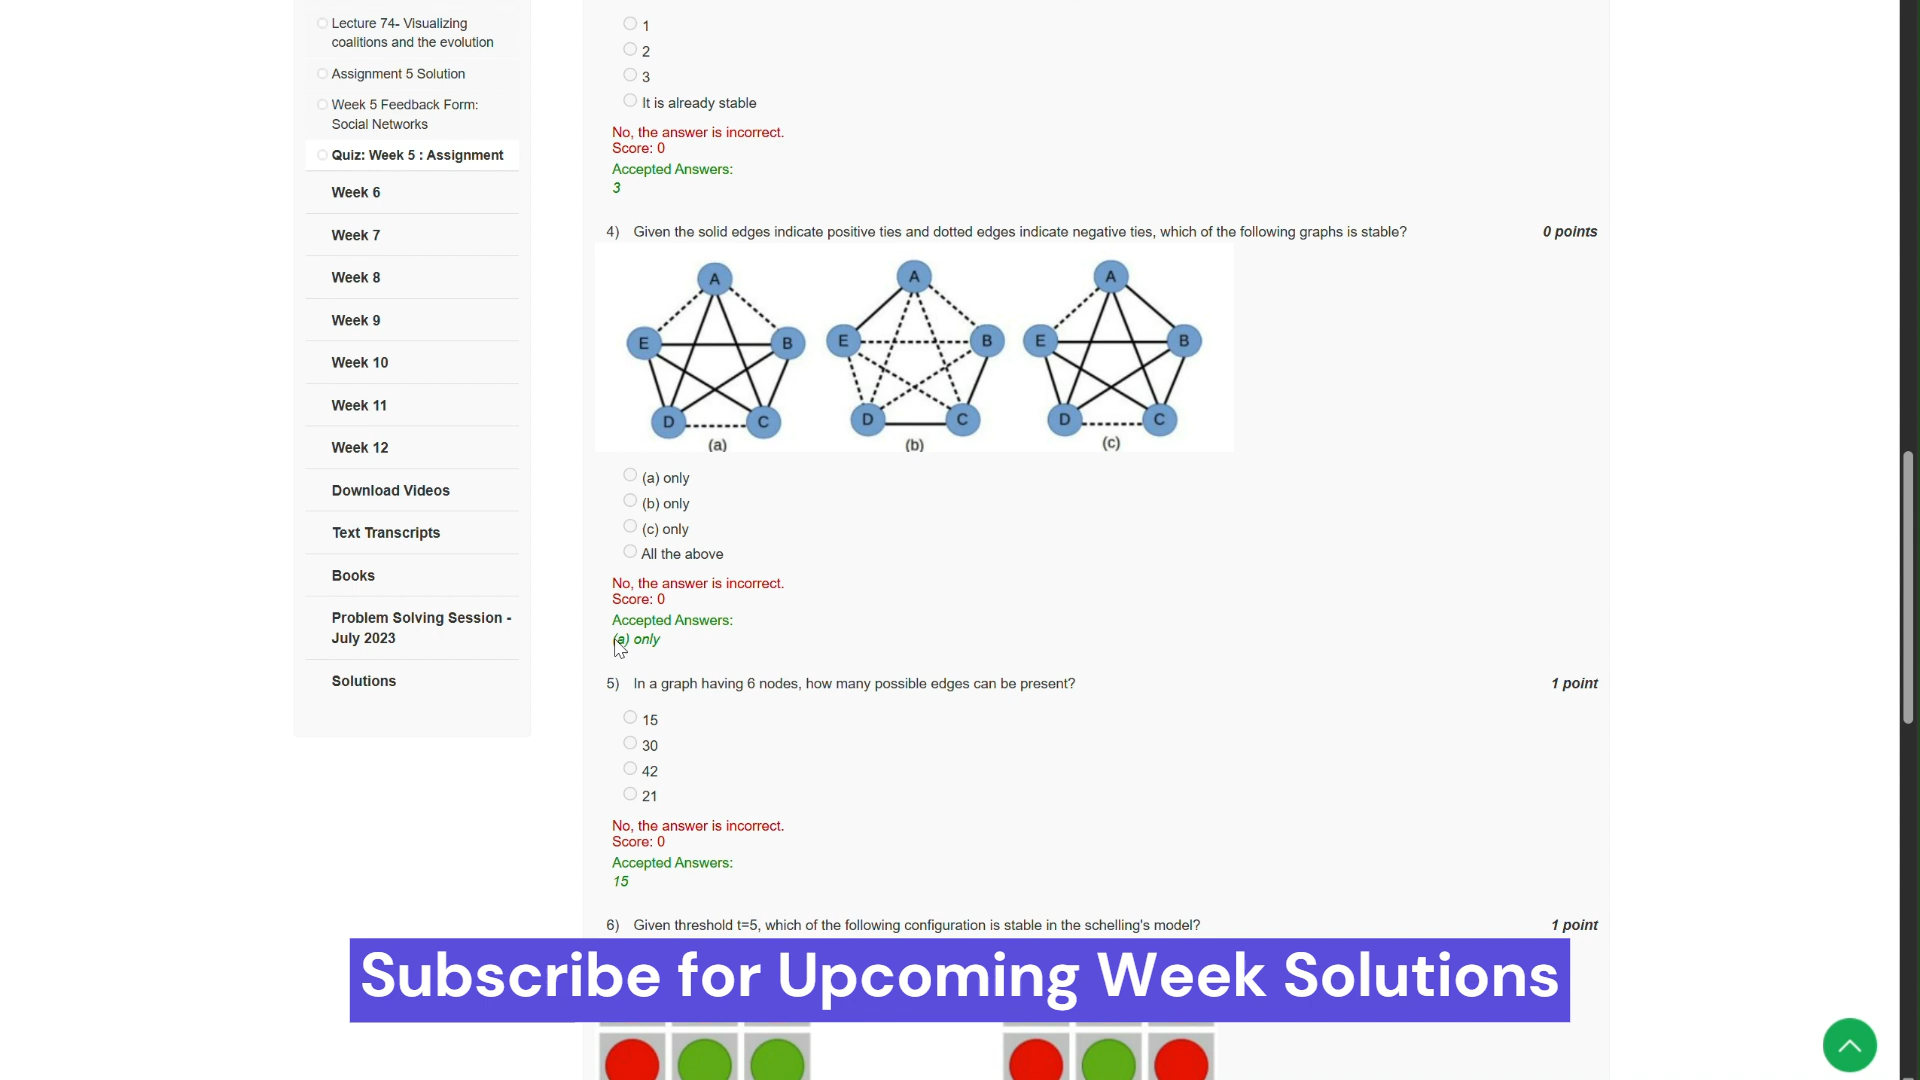 Lecture 74- Visualizing
coalitions and the evolution
Assignment 5 Solution
Week 5 Feedback Form:
Social Networks
Quiz: Week 5 : Assignment
Week 6
Week 7
Week 8
Week 9
Week 10
Week 11
Week 12
Download Videos
Text Transcripts
Books
Problem Solving Session -
July 2023
Solutions
1
2
3
It is already stable
No, the answer is incorrect.
Score: 0
Accepted Answers:
3
4) Given the solid edges indicate positive ties and dotted edges indicate negative ties, which of the following graphs is stable? 0 points
A A A
E B E B E B
D C D C D C
(a) (b) (c)
(a) only
(b) only
(c) only
All the above
No, the answer is incorrect.
Score: 0
Accepted Answers:
(a) only
5) In a graph having 6 nodes, how many possible edges can be present? 1 point
15
30
42
21
No, the answer is incorrect.
Score: 0
Accepted Answers:
15
6) Given threshold t=5, which of the following configuration is stable in the schelling's model? 1 point
Subscribe for Upcoming Week Solutions